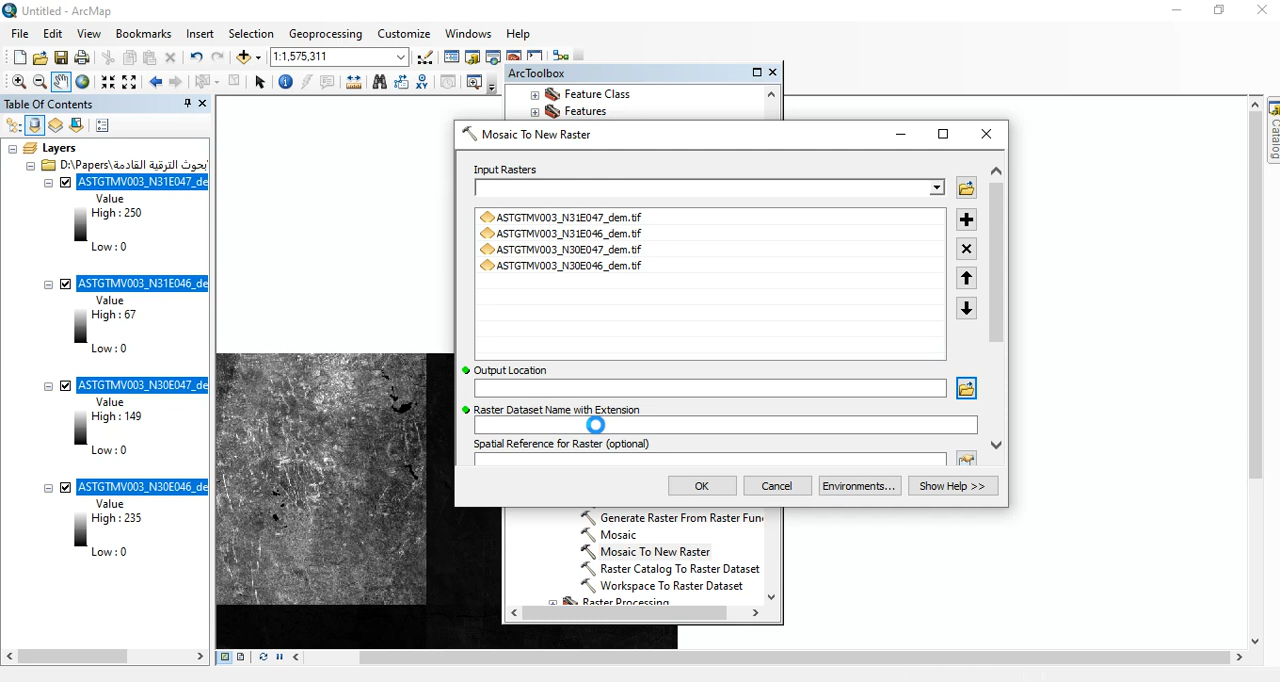 Untitled - ArcMap
File Edit View Bookmarks Insert Selection Geoprocessing Customize Windows Help
1:1,575,311
Table Of Contents
Layers
D:\Papers\بحوث الترقية القادمة\
ASTGTMV003_N31E047_de
Value
High : 250
Low : 0
ASTGTMV003_N31E046_de
Value
High : 67
Low : 0
ASTGTMV003_N30E047_de
Value
High : 149
Low : 0
ASTGTMV003_N30E046_de
Value
High : 235
Low : 0
ArcToolbox
Feature Class
Features
Mosaic To New Raster
Input Rasters
ASTGTMV003_N31E047_dem.tif
ASTGTMV003_N31E046_dem.tif
ASTGTMV003_N30E047_dem.tif
ASTGTMV003_N30E046_dem.tif
Output Location
Raster Dataset Name with Extension
Spatial Reference for Raster (optional)
OK Cancel Environments... Show Help >>
Generate Raster From Raster Fun
Mosaic
Mosaic To New Raster
Raster Catalog To Raster Dataset
Workspace To Raster Dataset
Raster Processing
Catalog